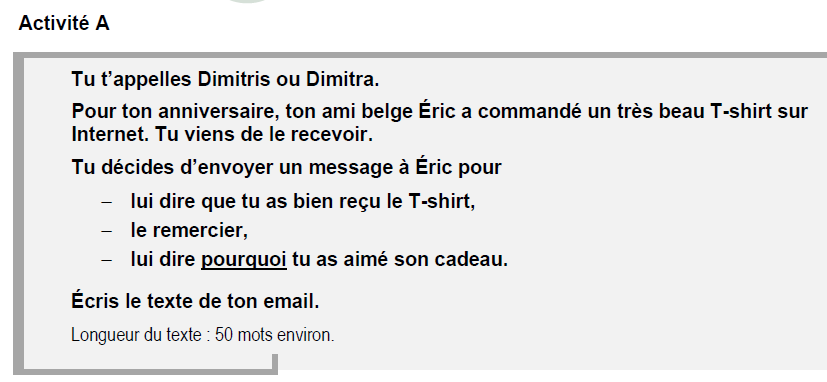 Activité A
Tu t’appelles Dimitris ou Dimitra.
Pour ton anniversaire, ton ami belge Éric a commandé un très beau T-shirt sur
Internet. Tu viens de le recevoir.
Tu décides d’envoyer un message à Éric pour
– lui dire que tu as bien reçu le T-shirt,
– le remercier,
– lui dire pourquoi tu as aimé son cadeau.
Écris le texte de ton email.
Longueur du texte : 50 mots environ.